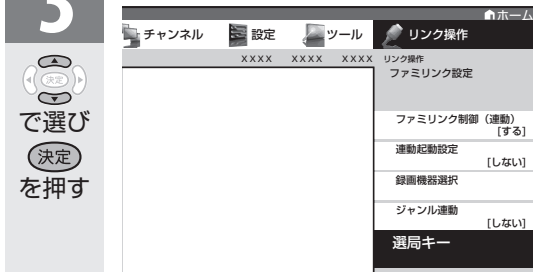 3
決定
で選び
決定
を押す
ホーム
チャンネル 設定 ツール リンク操作
XXXX XXXX XXXX リンク操作
ファミリンク設定
ファミリンク制御（連動）
[する]
連動起動設定
[しない]
録画機器選択
ジャンル連動
[しない]
選局キー